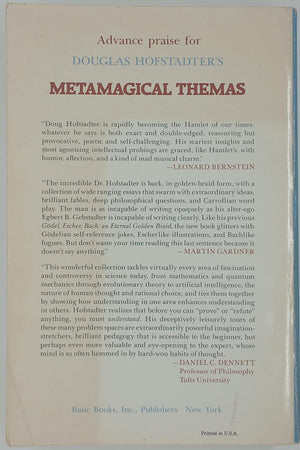 Advance praise for
DOUGLAS HOFSTADTER'S
METAMAGICAL THEMAS
"Doug Hofstadter is rapidly becoming the Hamlet of our times:
whatever he says is both exact and double-edged, reassuring but
provocative, poetic and self-challenging. His scariest insights and
most agonizing intellectual probings are graced, like Hamlet's, with
humor, affection, and a kind of mad musical charm."
—LEONARD BERNSTEIN
"The incredible Dr. Hofstadter is back, in golden-braid form, with a
collection of wide ranging essays that swarm with extraordinary ideas,
brilliant fables, deep philosophical questions, and Carrollian word
play. The man is as incapable of writing opaquely as his alter-ego
Egbert B. Gebstadter is incapable of writing clearly. Like his previous
Gödel, Escher, Bach: an Eternal Golden Braid, the new book glitters with
Gödelian self-reference jokes, Escherlike illustrations, and Bachlike
fugues. But don't waste your time reading this last sentence because it
doesn't say anything."
—MARTIN GARDNER
"This wonderful collection tackles virtually every area of fascination
and controversy in science today, from mathematics and quantum
mechanics through evolutionary theory to artificial intelligence, the
nature of human thought and rational choice, and ties them together
by showing how understanding in one area enhances understanding
in others. Hofstadter realizes that before you can "prove" or "refute"
anything, you must understand. His deceptively leisurely tours of
these many problem spaces are extraordinarily powerful imagination-
stretchers, brilliant pedagogy that is accessible to the beginner, but
perhaps even more valuable and eye-opening to the expert, whose
mind is so often hemmed in by hard-won habits of thought.
—DANIEL C. DENNETT
Professor of Philosophy
Tufts University
Basic Books, Inc., Publishers New York
Printed in U.S.A.